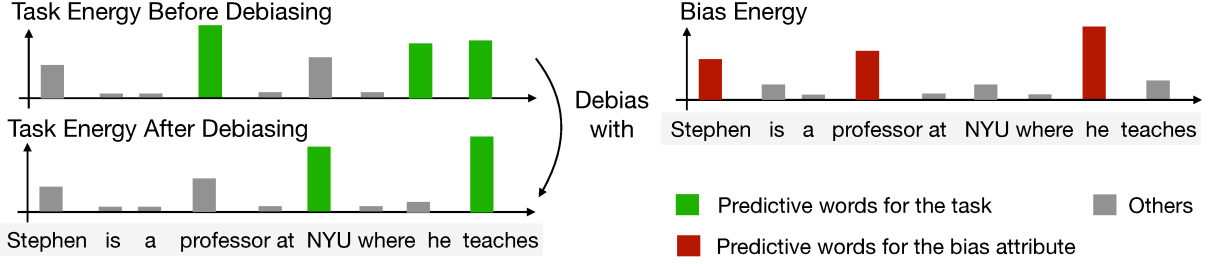 Task Energy Before Debiasing
Task Energy After Debiasing
Stephen is a professor at NYU where he teaches
Debias
with
Bias Energy
Stephen is a professor at NYU where he teaches
Predictive words for the task
Others
Predictive words for the bias attribute